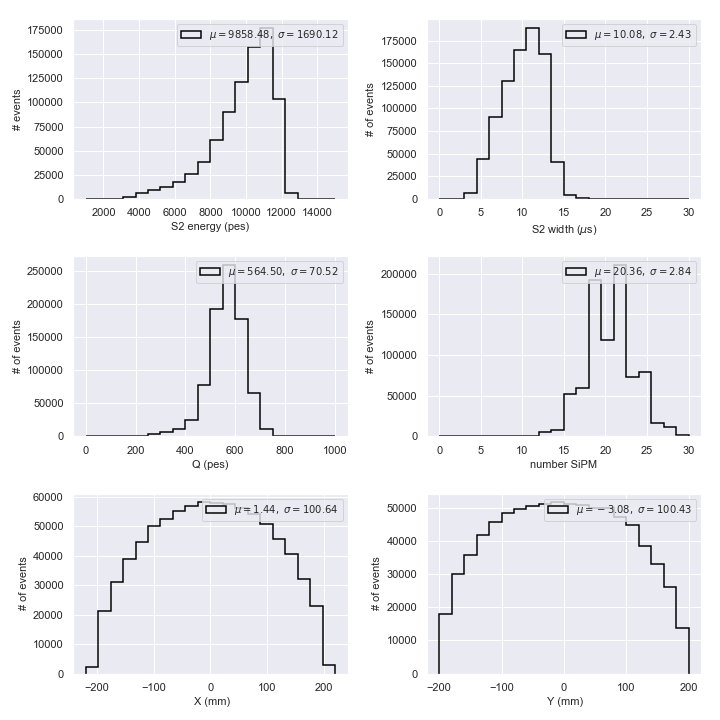 175000
150000
125000
100000
75000
50000
25000
0
# events
2000 4000 6000 8000 10000 12000 14000
S2 energy (pes)
μ = 9858.48, σ = 1690.12
175000
150000
125000
100000
75000
50000
25000
0
# of events
0 5 10 15 20 25 30
S2 width (μs)
μ = 10.08, σ = 2.43
250000
200000
150000
100000
50000
0
# of events
0 200 400 600 800 1000
Q (pes)
μ = 564.50, σ = 70.52
200000
150000
100000
50000
0
# of events
0 5 10 15 20 25 30
number SiPM
μ = 20.36, σ = 2.84
60000
50000
40000
30000
20000
10000
0
# of events
−200 −100 0 100 200
X (mm)
μ = 1.44, σ = 100.64
50000
40000
30000
20000
10000
0
# of events
−200 −100 0 100 200
Y (mm)
μ = −3.08, σ = 100.43